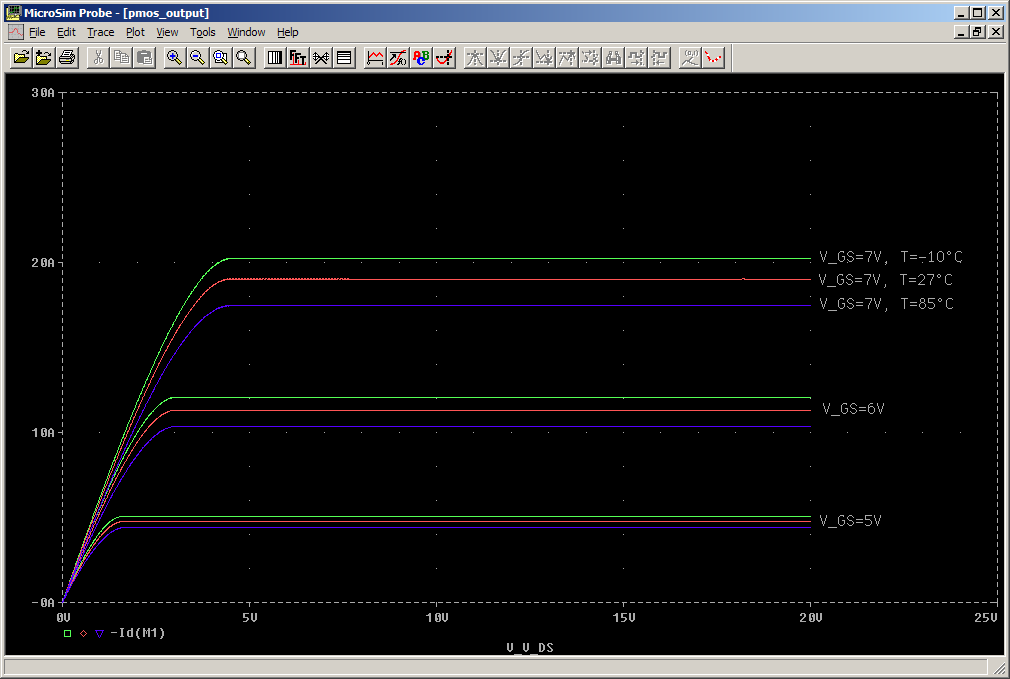 MicroSim Probe - [pmos_output]
File Edit Trace Plot View Tools Window Help
30A
V_GS=7V, T=-10°C
20A
V_GS=7V, T=27°C
V_GS=7V, T=85°C
V_GS=6V
10A
V_GS=5V
-0A
0V 5V 10V 15V 20V 25V
-Id(M1)
V_V_DS